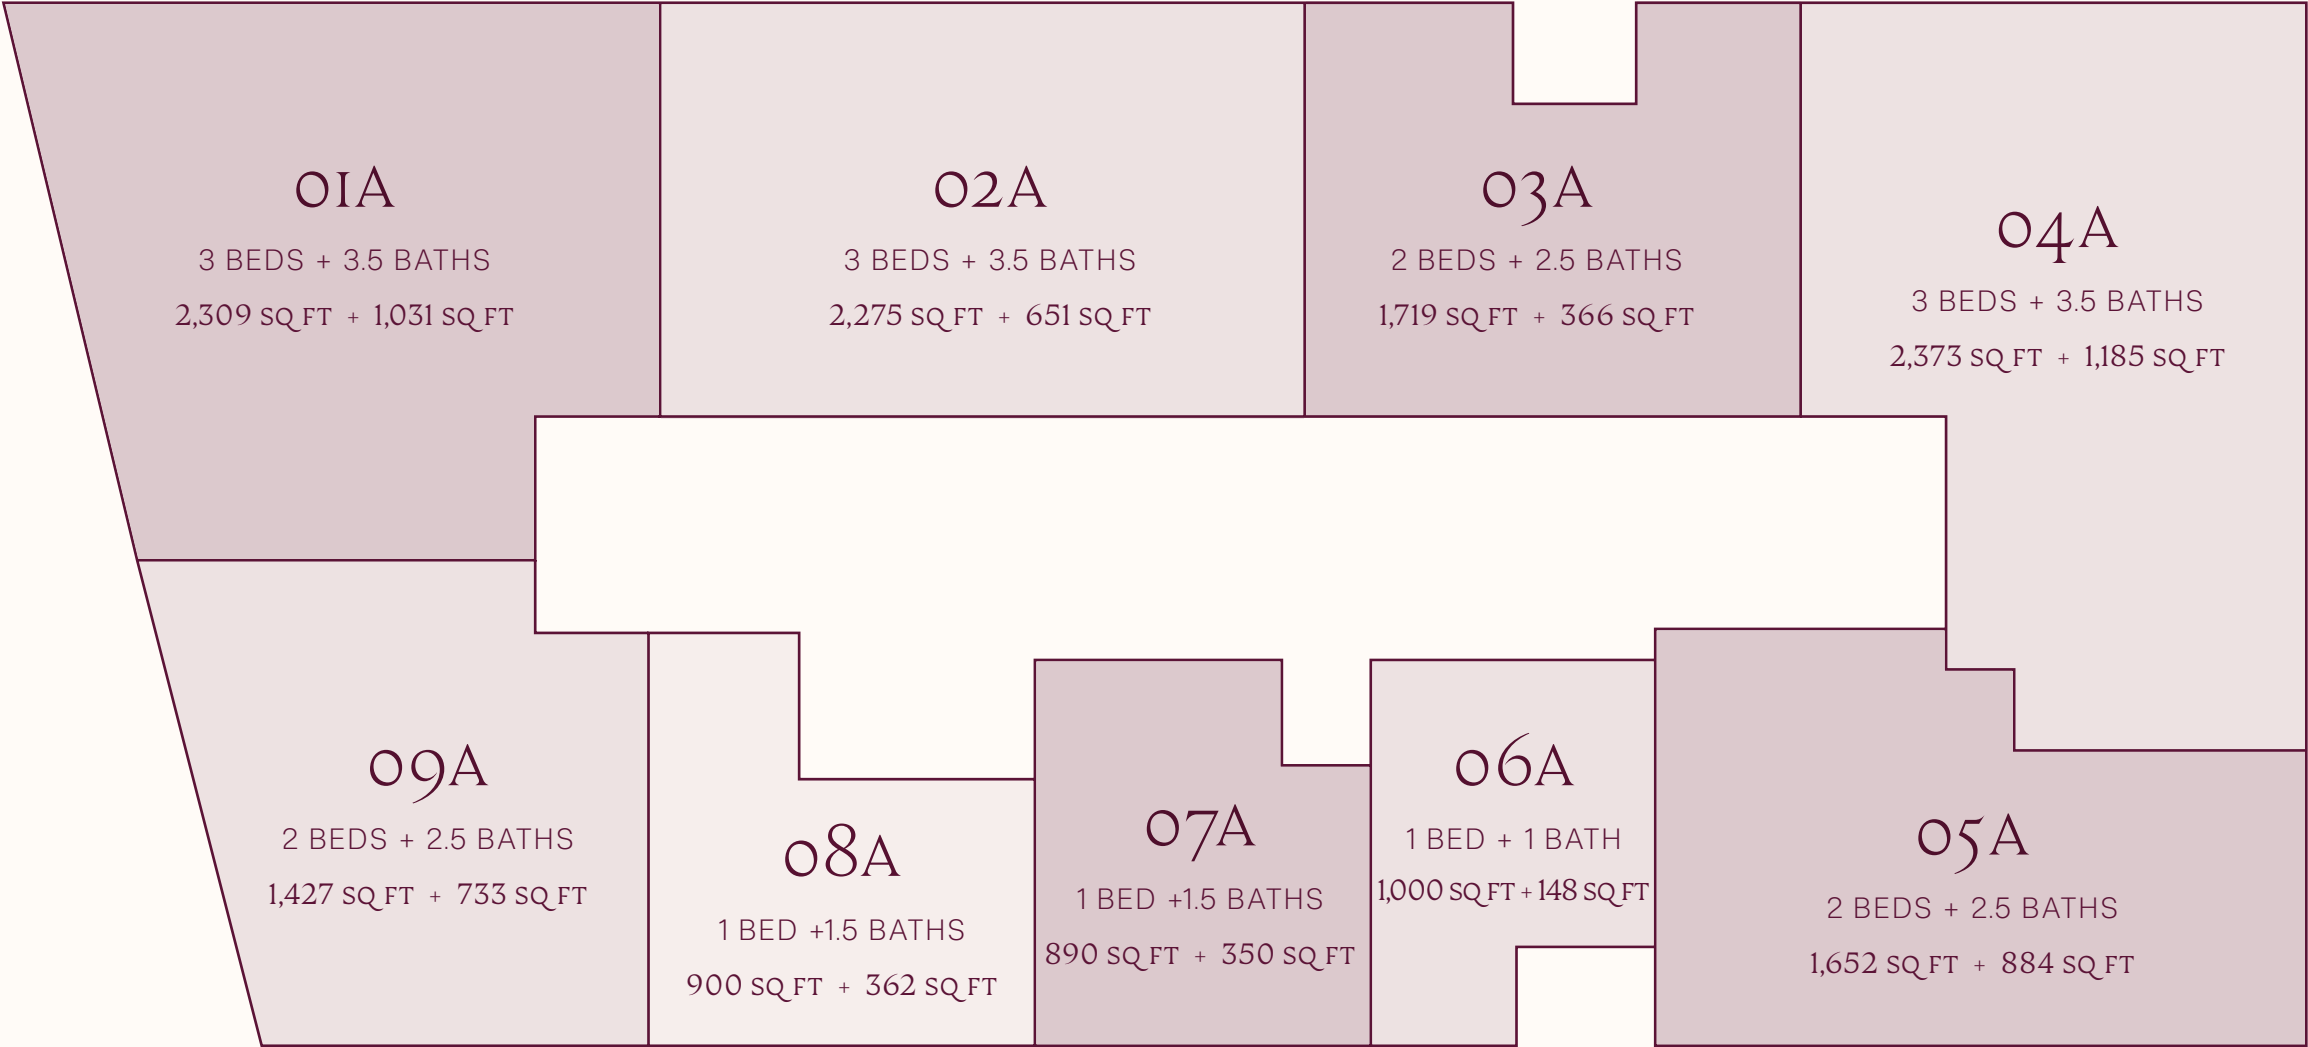 01A
3 BEDS + 3.5 BATHS
2,309 SQ FT + 1,031 SQ FT
02A
3 BEDS + 3.5 BATHS
2,275 SQ FT + 651 SQ FT
03A
2 BEDS + 2.5 BATHS
1,719 SQ FT + 366 SQ FT
04A
3 BEDS + 3.5 BATHS
2,373 SQ FT + 1,185 SQ FT
09A
2 BEDS + 2.5 BATHS
1,427 SQ FT + 733 SQ FT
08A
1 BED +1.5 BATHS
900 SQ FT + 362 SQ FT
07A
1 BED +1.5 BATHS
890 SQ FT + 350 SQ FT
06A
1 BED + 1 BATH
1,000 SQ FT + 148 SQ FT
05A
2 BEDS + 2.5 BATHS
1,652 SQ FT + 884 SQ FT